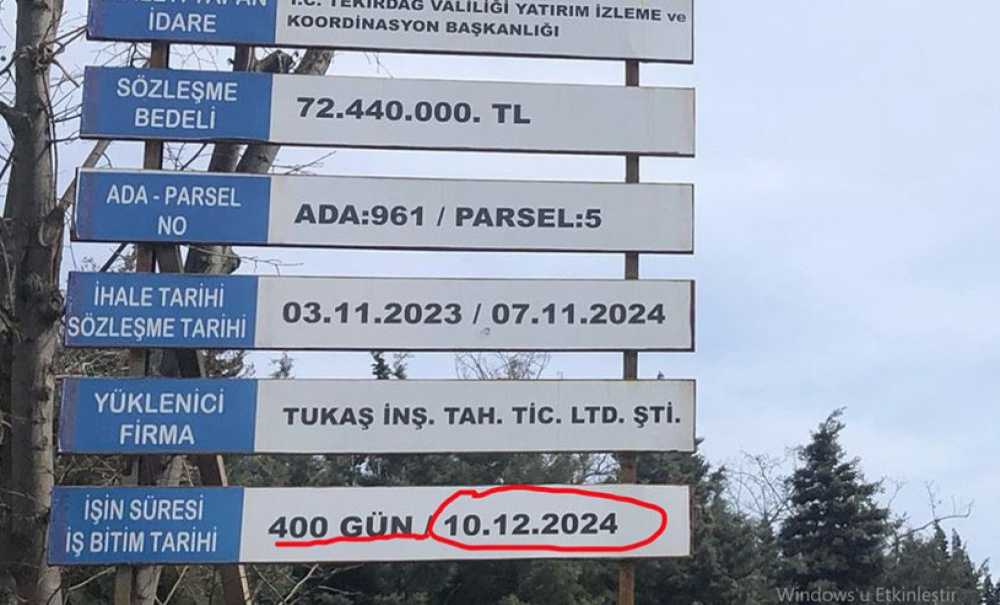 İDARE
T.C. TEKİRDAĞ VALİLİĞİ YATIRIM İZLEME ve
KOORDİNASYON BAŞKANLIĞI
SÖZLEŞME
BEDELİ
72.440.000. TL
ADA - PARSEL
NO
ADA:961 / PARSEL:5
İHALE TARİHİ
SÖZLEŞME TARİHİ
03.11.2023 / 07.11.2024
YÜKLENİCİ
FİRMA
TUKAŞ İNŞ. TAH. TİC. LTD. ŞTİ.
İŞİN SÜRESİ
İŞ BİTİM TARİHİ
400 GÜN / 10.12.2024
Windows'u Etkinleştir